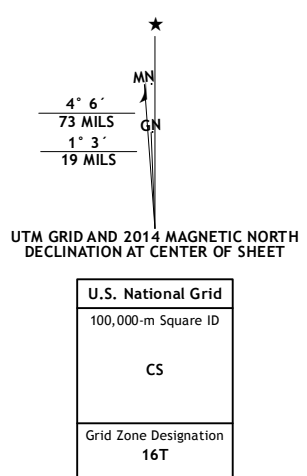 MN
4° 6´
73 MILS
GN
1° 3´
19 MILS
UTM GRID AND 2014 MAGNETIC NORTH
DECLINATION AT CENTER OF SHEET
U.S. National Grid
100,000-m Square ID
CS
Grid Zone Designation
16T